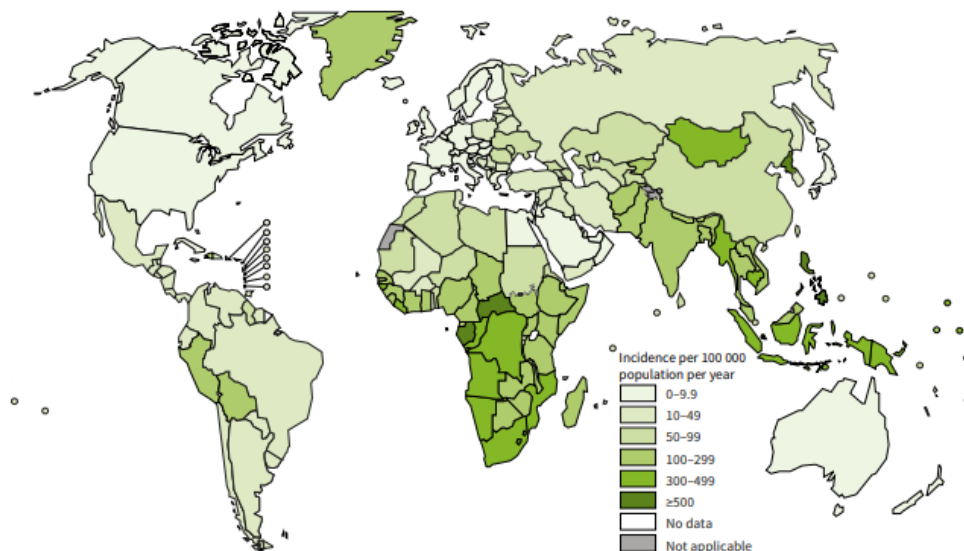 Incidence per 100 000
population per year
0–9.9
10–49
50–99
100–299
300–499
≥500
No data
Not applicable